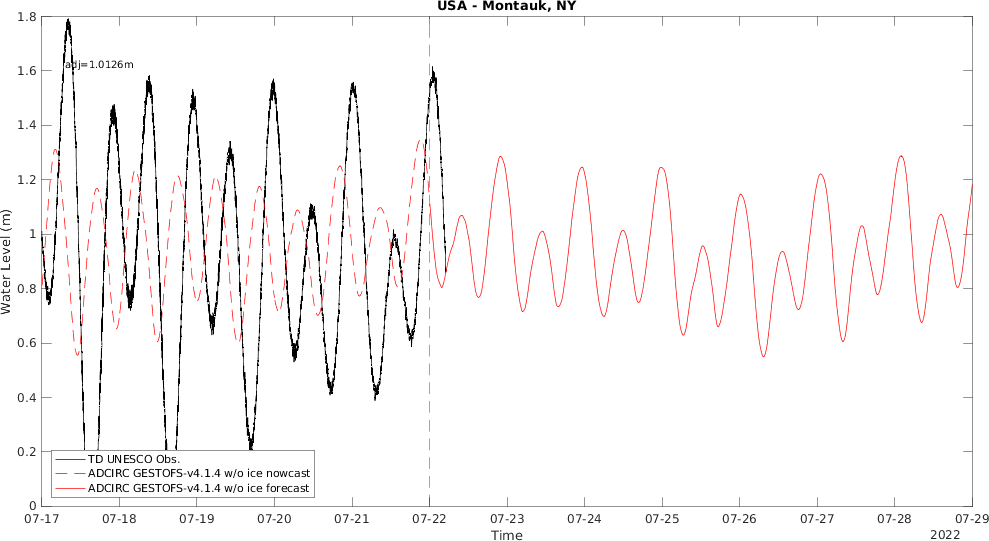 USA - Montauk, NY
adj=1.0126m
Water Level (m)
1.8
1.6
1.4
1.2
1
0.8
0.6
0.4
0.2
0
TD UNESCO Obs.
ADCIRC GESTOFS-v4.1.4 w/o ice nowcast
ADCIRC GESTOFS-v4.1.4 w/o ice forecast
07-17 07-18 07-19 07-20 07-21 07-22 07-23 07-24 07-25 07-26 07-27 07-28 07-29
Time
2022